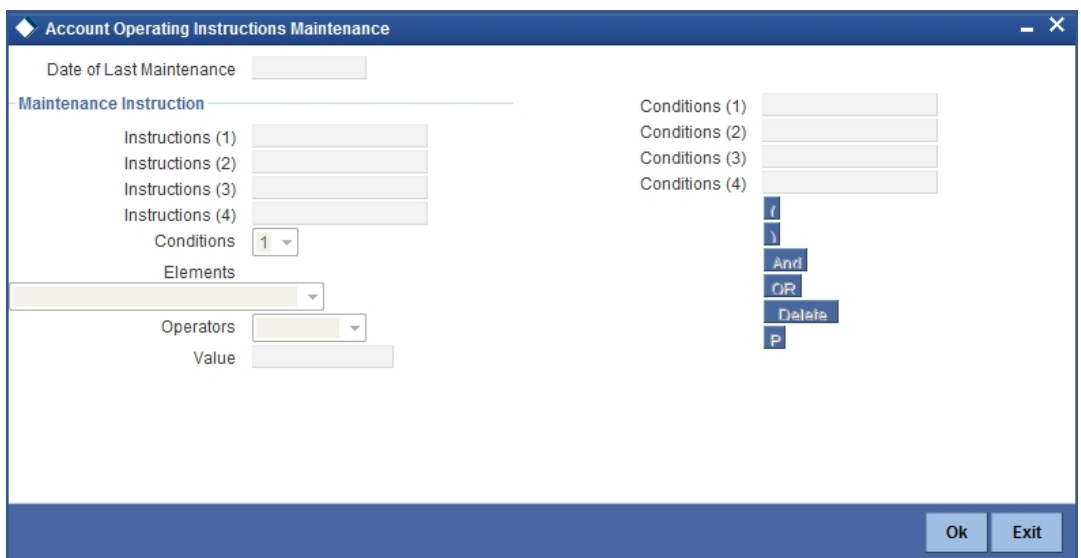 Account Operating Instructions Maintenance
Date of Last Maintenance
Maintenance Instruction
Instructions (1)
Instructions (2)
Instructions (3)
Instructions (4)
Conditions
1
Elements
Operators
Value
Conditions (1)
Conditions (2)
Conditions (3)
Conditions (4)
(
)
And
OR
Delete
P
Ok
Exit